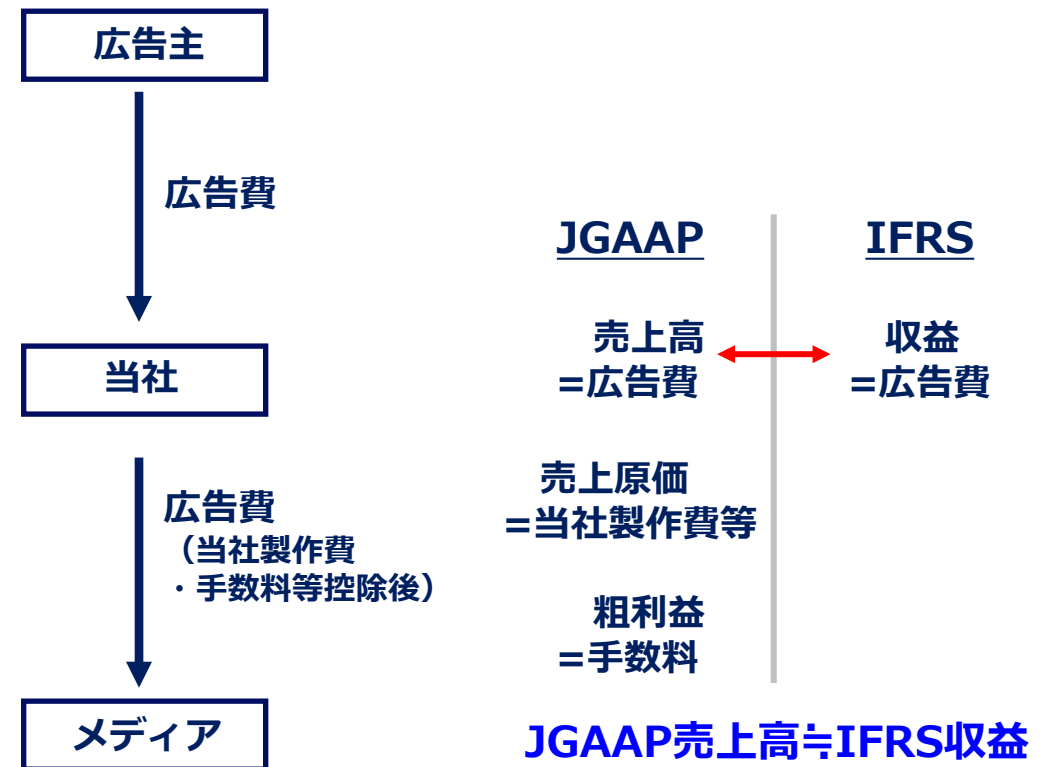 広告主
広告費
当社
広告費
（当社製作費
・手数料等控除後）
メディア
JGAAP
IFRS
売上高
=広告費
収益
=広告費
売上原価
=当社製作費等
粗利益
=手数料
JGAAP売上高≒IFRS収益